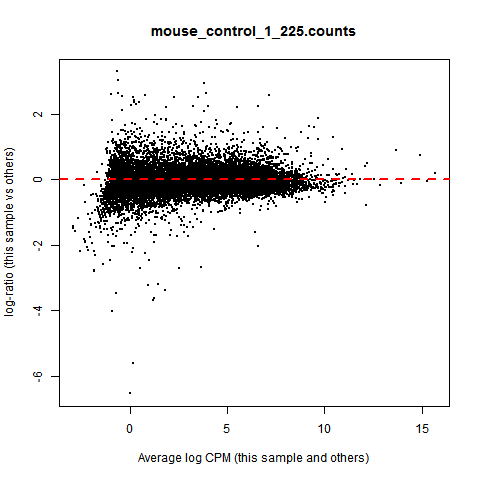 mouse_control_1_225.counts
log-ratio (this sample vs others)
2
0
-2
-4
-6
0 5 10 15
Average log CPM (this sample and others)